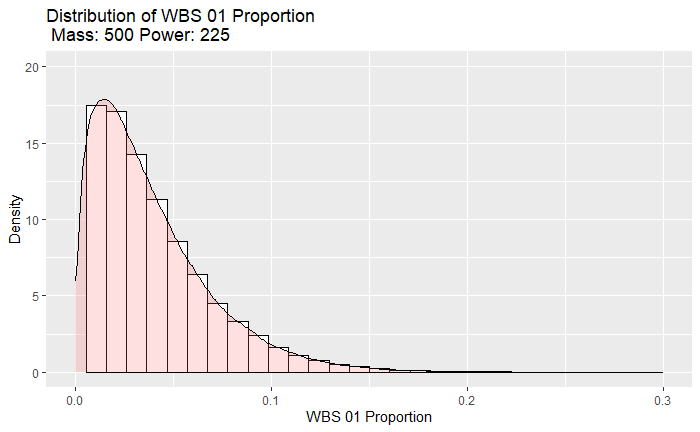 Distribution of WBS 01 Proportion
Mass: 500 Power: 225
20
15
10
5
0
Density
0.0 0.1 0.2 0.3
WBS 01 Proportion